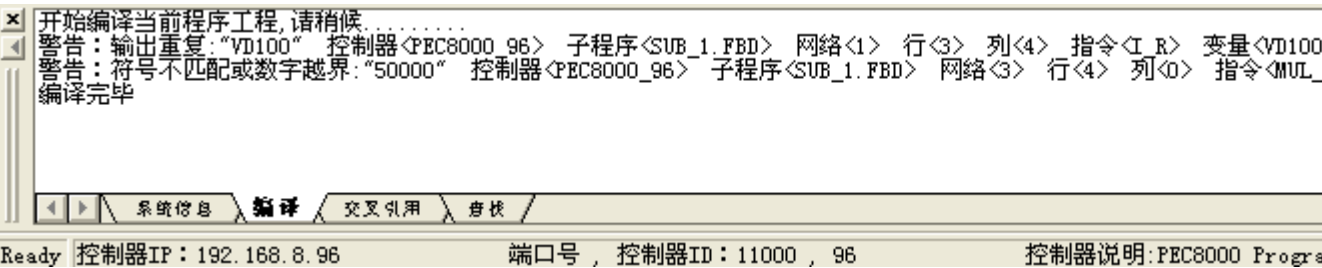 开始编译当前程序工程,请稍候..........
警告：输出重复:"VD100" 控制器<PEC8000_96> 子程序<SUB_1.FBD> 网络<1> 行<3> 列<4> 指令<I_R> 变量<VD100
警告：符号不匹配或数字越界:"50000" 控制器<PEC8000_96> 子程序<SUB_1.FBD> 网络<3> 行<4> 列<0> 指令<MUL_
编译完毕
系统信息 编译 交叉引用 查找
Ready 控制器IP：192.168.8.96 端口号 , 控制器ID：11000 , 96 控制器说明:PEC8000 Progra